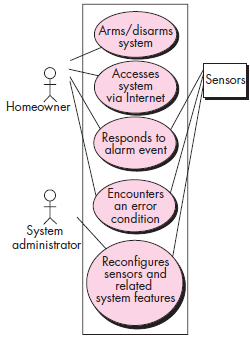 Arms/disarms
system
Accesses
system
via Internet
Sensors
Homeowner
Responds to
alarm event
Encounters
an error
condition
System
administrator
Reconfigures
sensors and
related
system features